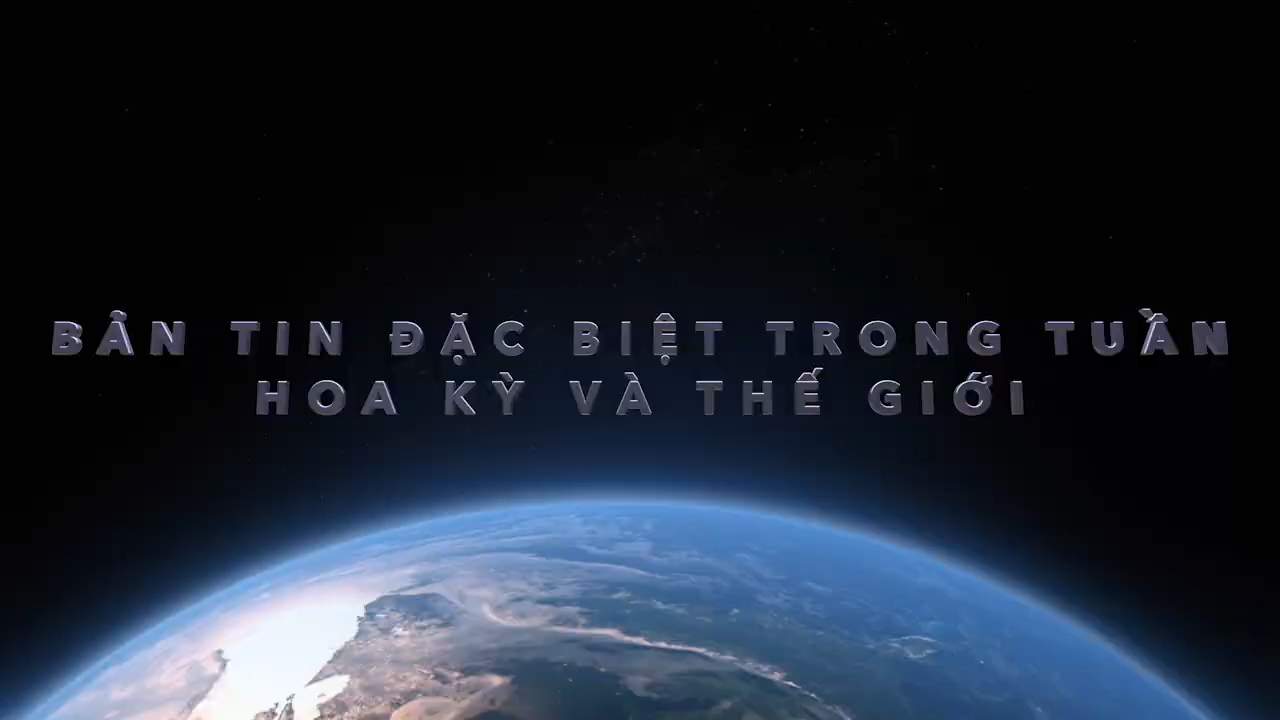 BẢN TIN ĐẶC BIỆT TRONG TUẦN
HOA KỲ VÀ THẾ GIỚI